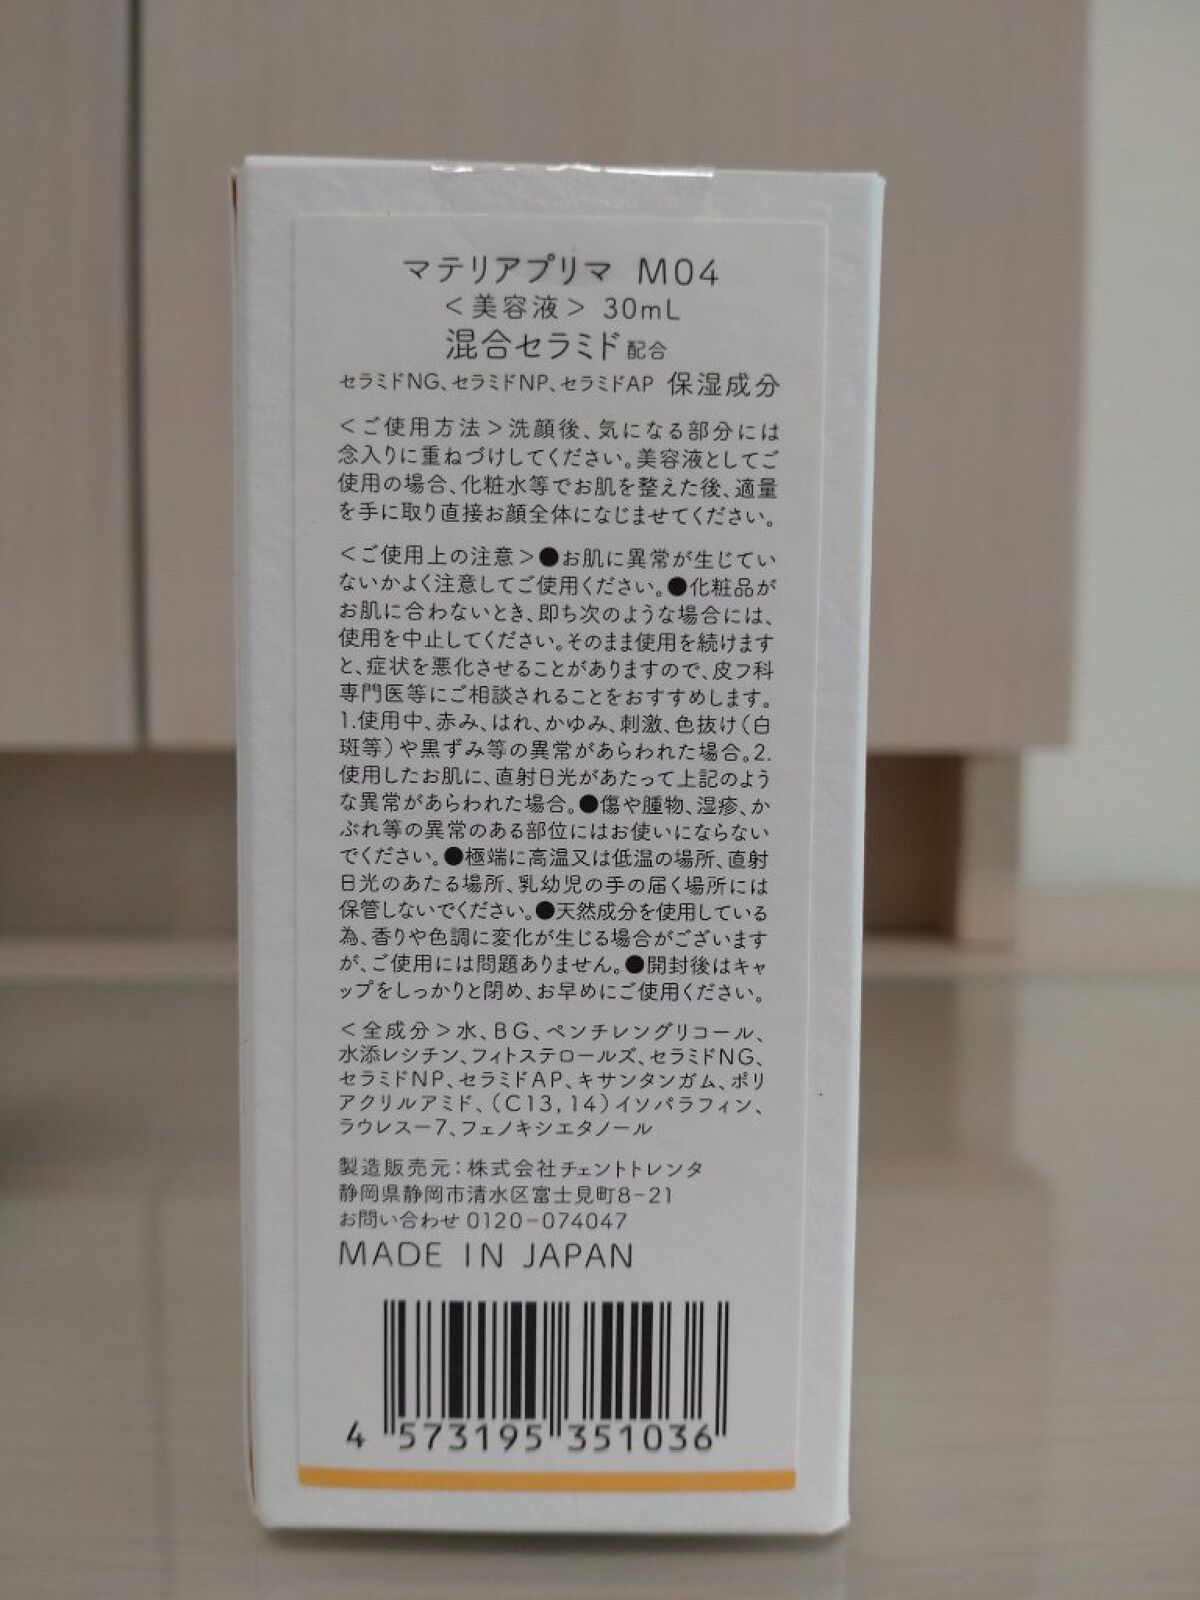 マテリアプリマ M04
＜美容液＞ 30mL
混合セラミド 配合
セラミドNG、セラミドNP、セラミドAP 保湿成分
＜ご使用方法＞洗顔後、気になる部分には
念入りに重ねづけしてください。美容液としてご
使用の場合、化粧水等でお肌を整えた後、適量
を手に取り直接お顔全体になじませてください。
＜ご使用上の注意＞●お肌に異常が生じてい
ないかよく注意してご使用ください。●化粧品が
お肌に合わないとき、即ち次のような場合には、
使用を中止してください。そのまま使用を続けます
と、症状を悪化させることがありますので、皮フ科
専門医等にご相談されることをおすすめします。
1.使用中、赤み、はれ、かゆみ、刺激、色抜け（白
斑等）や黒ずみ等の異常があらわれた場合。2.
使用したお肌に、直射日光があたって上記のよう
な異常があらわれた場合。●傷や腫物、湿疹、か
ぶれ等の異常のある部位にはお使いにならない
でください。●極端に高温又は低温の場所、直射
日光のあたる場所、乳幼児の手の届く場所には
保管しないでください。●天然成分を使用している
為、香りや色調に変化が生じる場合がございます
が、ご使用には問題ありません。●開封後はキャ
ップをしっかりと閉め、お早めにご使用ください。
＜全成分＞水、BG、ペンチレングリコール、
水添レシチン、フィトステロールズ、セラミドNG、
セラミドNP、セラミドAP、キサンタンガム、ポリ
アクリルアミド、（C13,14）イソパラフィン、
ラウレス－7、フェノキシエタノール
製造販売元：株式会社チェントトレンタ
静岡県静岡市清水区富士見町8－21
お問い合わせ 0120－074047
MADE IN JAPAN
4 573195 351036